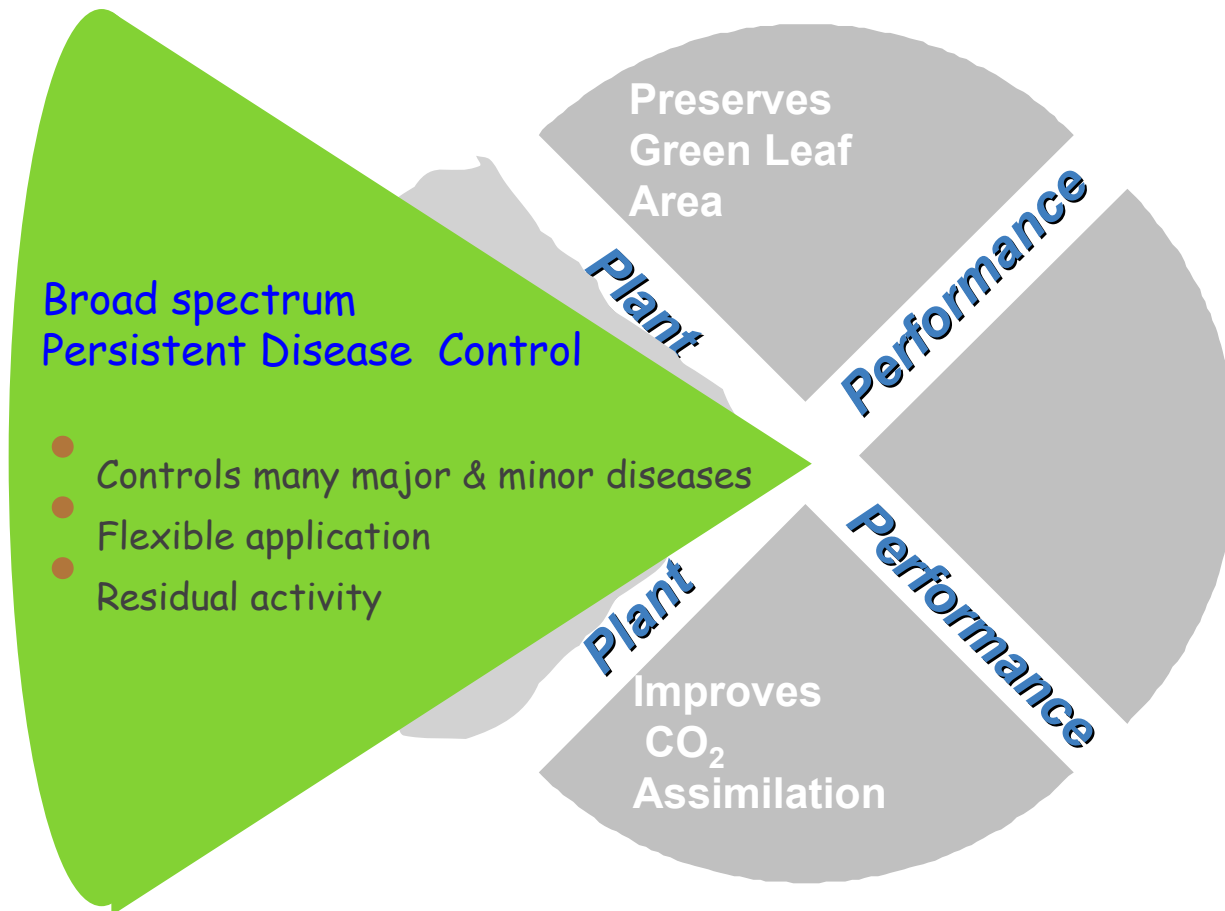 Preserves
Green Leaf
Area
Plant
Performance
Broad spectrum
Persistent Disease Control
Controls many major & minor diseases
Flexible application
Residual activity
Plant
Performance
Improves
CO₂
Assimilation